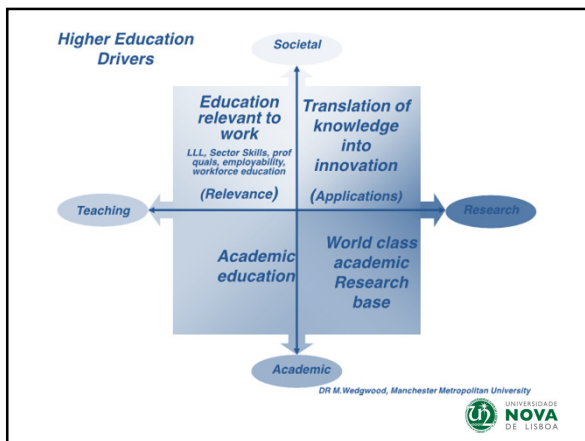 Higher Education
Drivers
Societal
Education
relevant to
work
LLL, Sector Skills, prof
quals, employability,
workforce education
(Relevance)
Translation of
knowledge
into
innovation
(Applications)
Teaching
Research
Academic
education
World class
academic
Research
base
Academic
DR M.Wedgwood, Manchester Metropolitan University
UNIVERSIDADE
NOVA
DE LISBOA